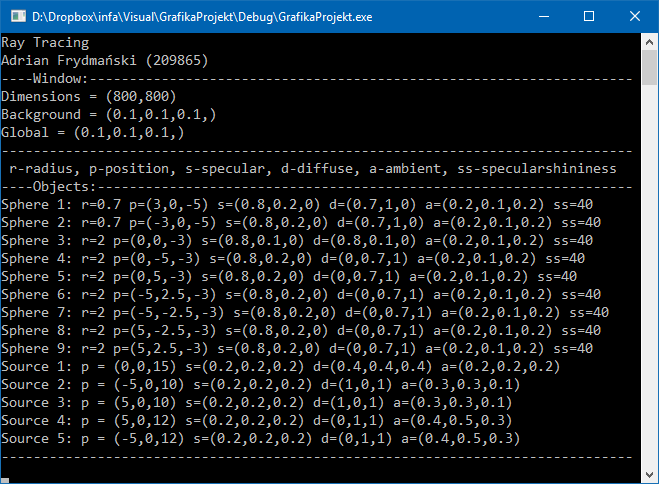 D:\Dropbox\infa\Visual\GrafikaProjekt\Debug\GrafikaProjekt.exe
Ray Tracing
Adrian Frydmański (209865)
----Window:--------------------------------------------------------------------
Dimensions = (800,800)
Background = (0.1,0.1,0.1,)
Global = (0.1,0.1,0.1,)
-------------------------------------------------------------------------------
r-radius, p-position, s-specular, d-diffuse, a-ambient, ss-specularshininess
----Objects:-------------------------------------------------------------------
Sphere 1: r=0.7 p=(3,0,-5) s=(0.8,0.2,0) d=(0.7,1,0) a=(0.2,0.1,0.2) ss=40
Sphere 2: r=0.7 p=(-3,0,-5) s=(0.8,0.2,0) d=(0.7,1,0) a=(0.2,0.1,0.2) ss=40
Sphere 3: r=2 p=(0,0,-3) s=(0.8,0.1,0) d=(0.8,0.1,0) a=(0.2,0.1,0.2) ss=40
Sphere 4: r=2 p=(0,-5,-3) s=(0.8,0.2,0) d=(0,0.7,1) a=(0.2,0.1,0.2) ss=40
Sphere 5: r=2 p=(0,5,-3) s=(0.8,0.2,0) d=(0,0.7,1) a=(0.2,0.1,0.2) ss=40
Sphere 6: r=2 p=(-5,2.5,-3) s=(0.8,0.2,0) d=(0,0.7,1) a=(0.2,0.1,0.2) ss=40
Sphere 7: r=2 p=(-5,-2.5,-3) s=(0.8,0.2,0) d=(0,0.7,1) a=(0.2,0.1,0.2) ss=40
Sphere 8: r=2 p=(5,-2.5,-3) s=(0.8,0.2,0) d=(0,0.7,1) a=(0.2,0.1,0.2) ss=40
Sphere 9: r=2 p=(5,2.5,-3) s=(0.8,0.2,0) d=(0,0.7,1) a=(0.2,0.1,0.2) ss=40
Source 1: p = (0,0,15) s=(0.2,0.2,0.2) d=(0.4,0.4,0.4) a=(0.2,0.2,0.2)
Source 2: p = (-5,0,10) s=(0.2,0.2,0.2) d=(1,0,1) a=(0.3,0.3,0.1)
Source 3: p = (5,0,10) s=(0.2,0.2,0.2) d=(1,0,1) a=(0.3,0.3,0.1)
Source 4: p = (5,0,12) s=(0.2,0.2,0.2) d=(0,1,1) a=(0.4,0.5,0.3)
Source 5: p = (-5,0,12) s=(0.2,0.2,0.2) d=(0,1,1) a=(0.4,0.5,0.3)
-------------------------------------------------------------------------------